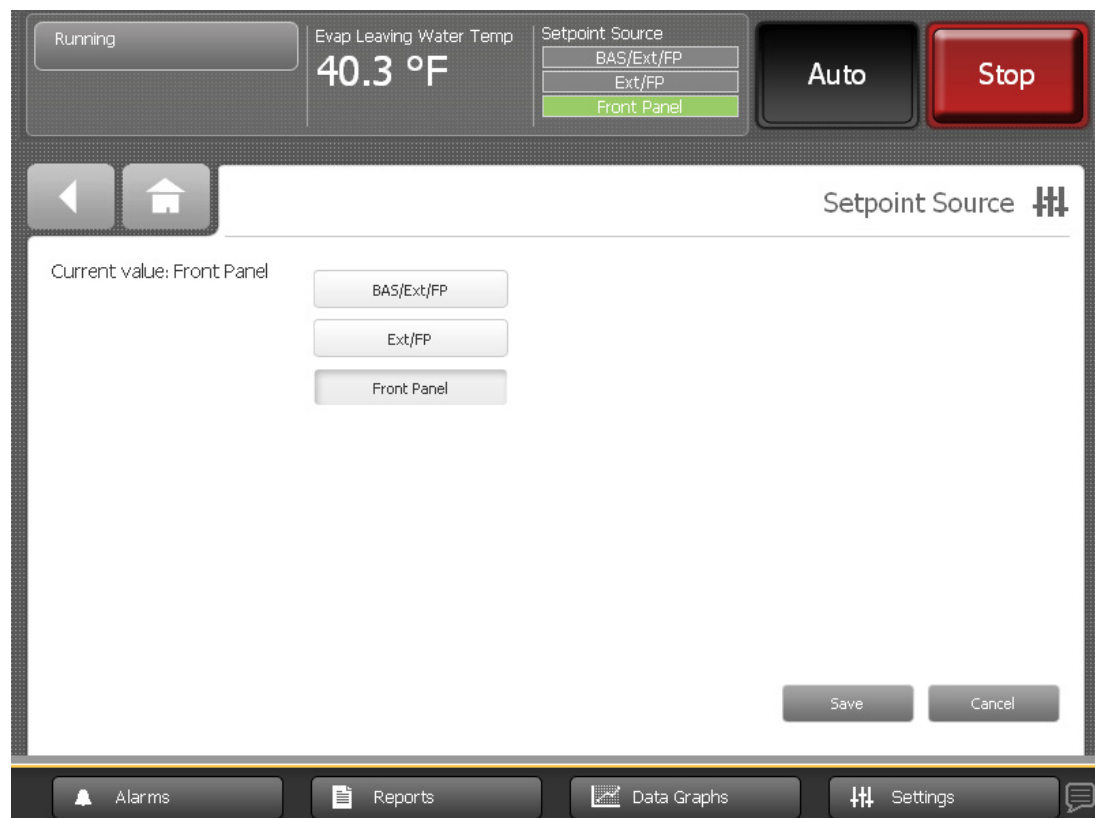 Running
Evap Leaving Water Temp
40.3 °F
Setpoint Source
BAS/Ext/FP
Ext/FP
Front Panel
Auto
Stop
Setpoint Source
Current value: Front Panel
BAS/Ext/FP
Ext/FP
Front Panel
Save
Cancel
Alarms
Reports
Data Graphs
Settings